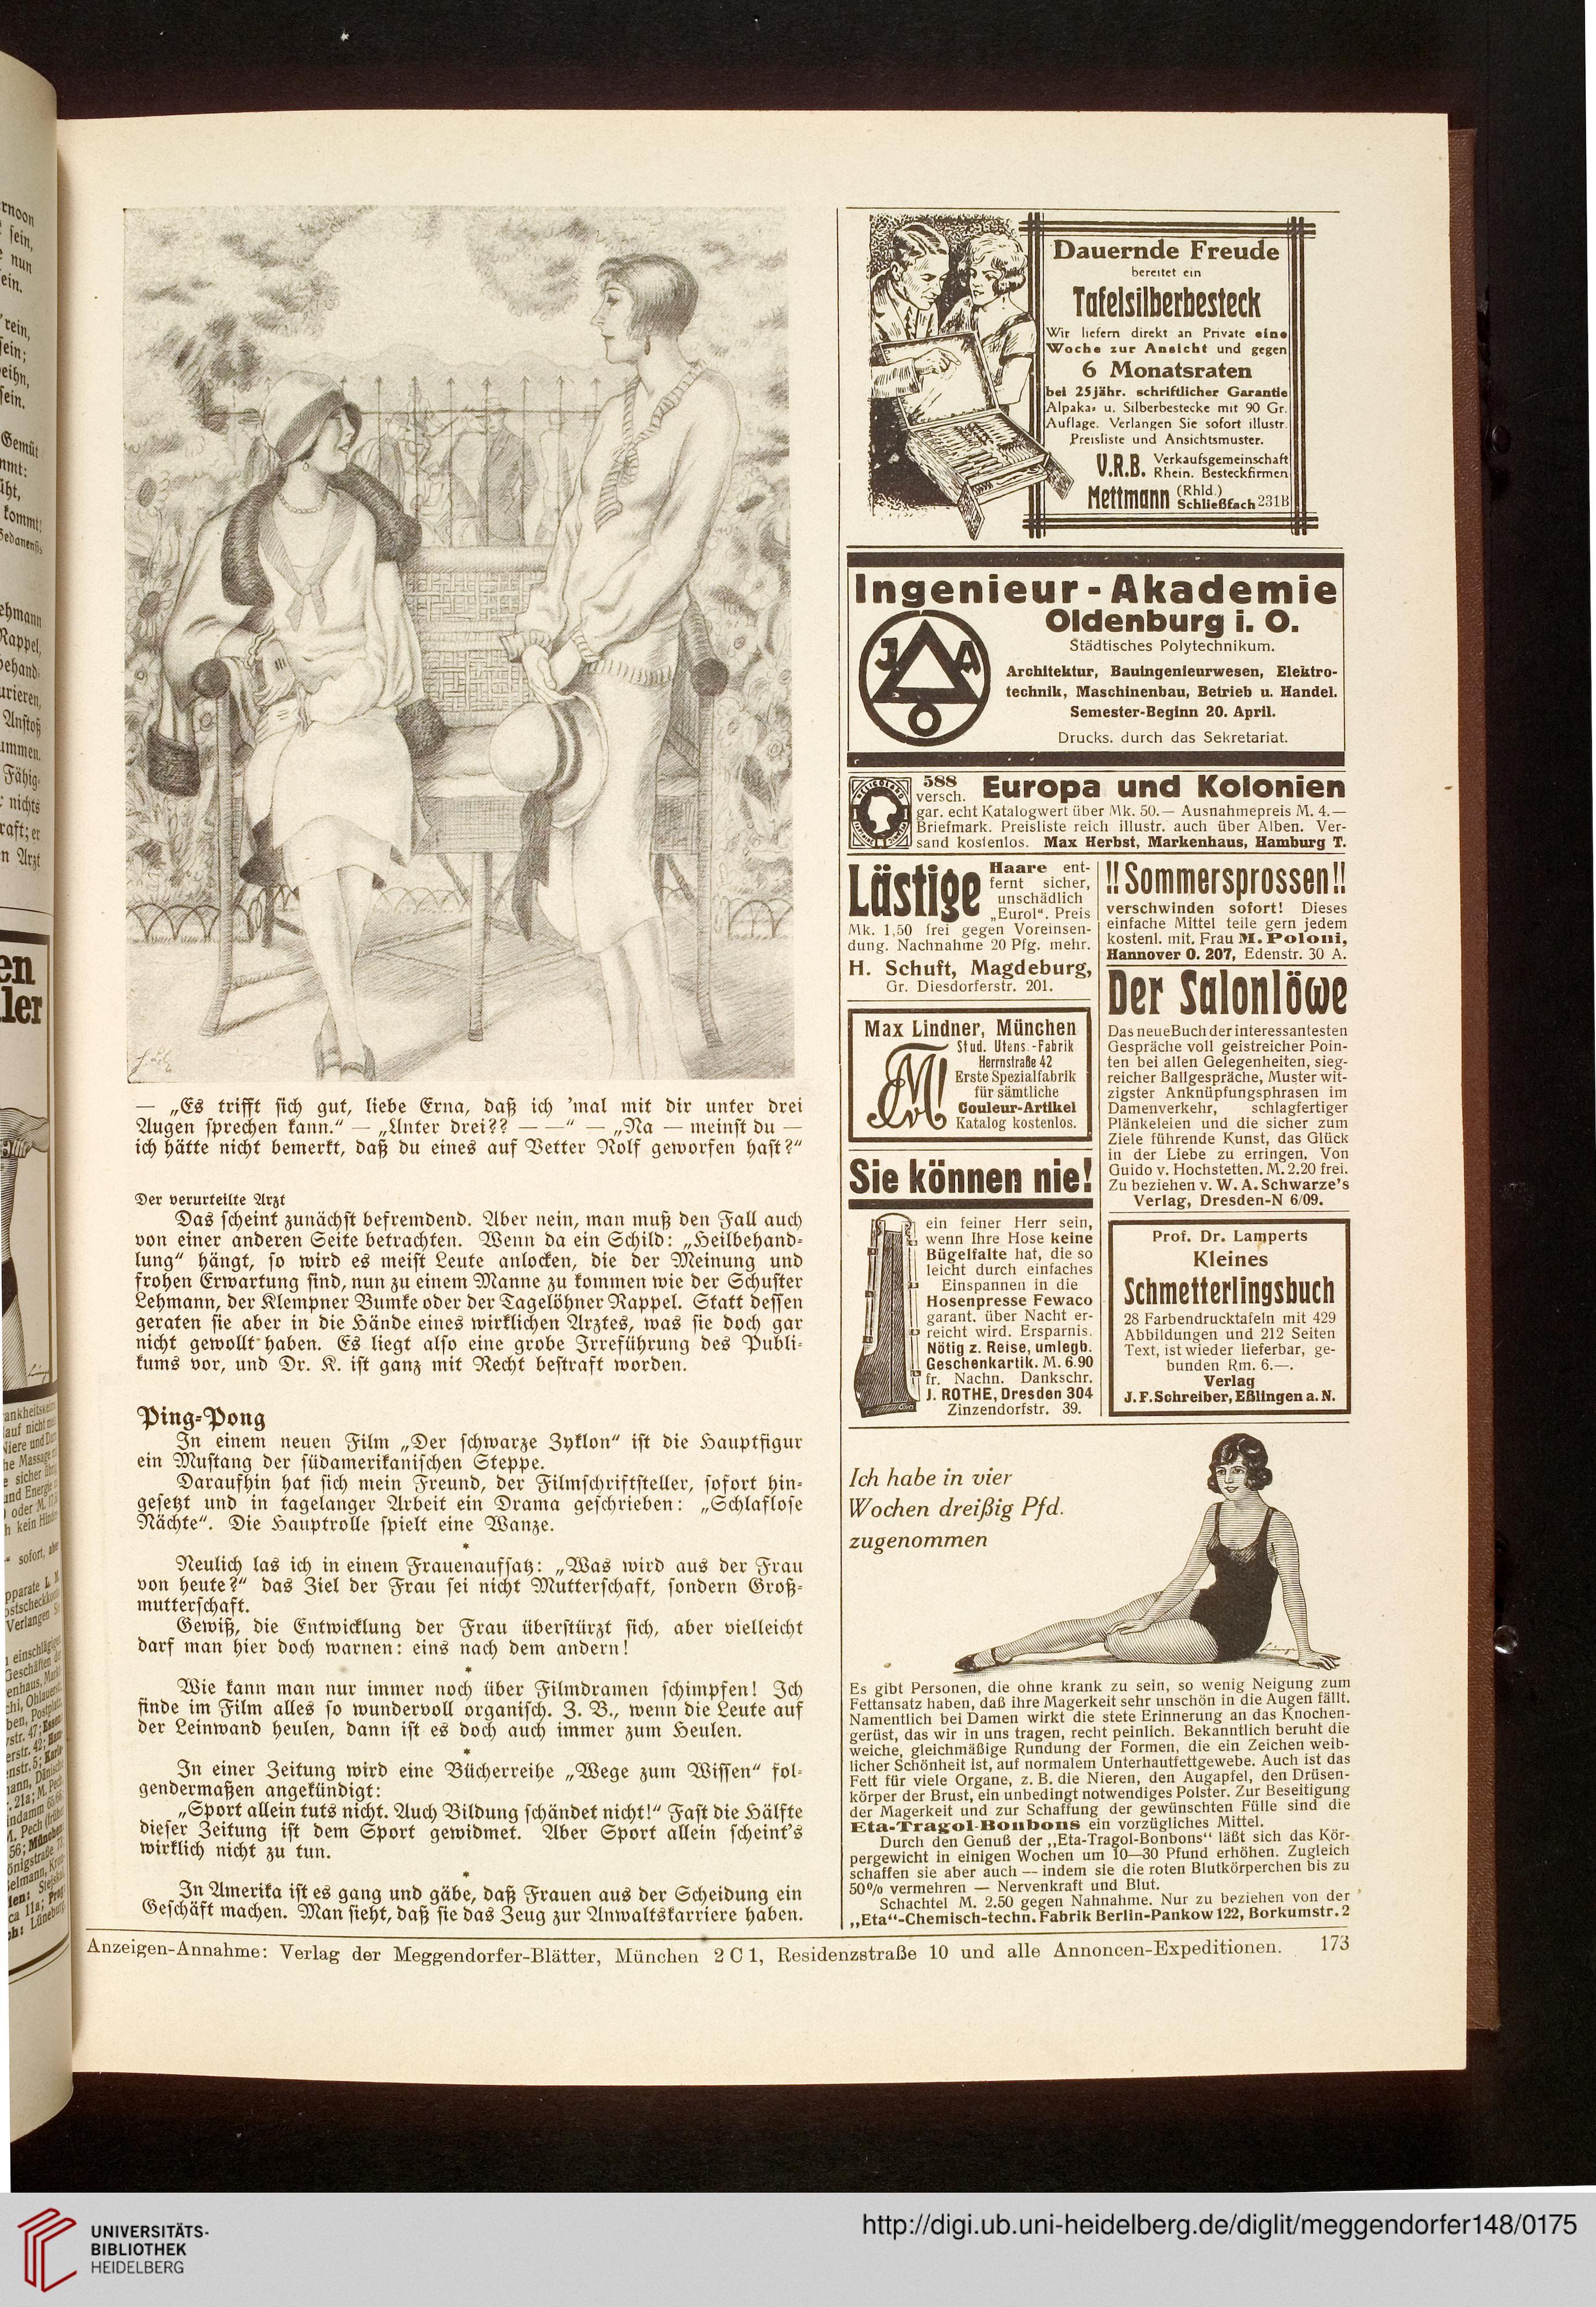 — „Es trifft sich gut, liebe Erna, daß ich 'mal mit dir unter drei
Augen sprechen kann.“ — „Unter drei?? — —“ — „Na — meinst du —
ich hätte nicht bemerkt, daß du eines auf Vetter Rolf geworfen hast?“
Der verurteilte Arzt
Das scheint zunächst befremdend. Aber nein, man muß den Fall auch
von einer anderen Seite betrachten. Wenn da ein Schild: „Heilbehand-
lung“ hängt, so wird es meist Leute anlocken, die der Meinung und
frohen Erwartung sind, nun zu einem Manne zu kommen wie der Schuster
Lehmann, der Klempner Bumke oder der Tagelöhner Rappel. Statt dessen
geraten sie aber in die Hände eines wirklichen Arztes, was sie doch gar
nicht gewollt haben. Es liegt also eine grobe Irreführung des Publi-
kums vor, und Dr. K. ist ganz mit Recht bestraft worden.
Ping-Pong
In einem neuen Film „Der schwarze Zyklon“ ist die Hauptfigur
ein Mustang der südamerikanischen Steppe.
Daraufhin hat sich mein Freund, der Filmschriftsteller, sofort hin-
gesetzt und in tagelanger Arbeit ein Drama geschrieben: „Schlaflose
Nächte“. Die Hauptrolle spielt eine Wanze.
*
Neulich las ich in einem Frauenaufsatz: „Was wird aus der Frau
von heute?“ das Ziel der Frau sei nicht Mutterschaft, sondern Groß-
mutterschaft.
Gewiß, die Entwicklung der Frau überstürzt sich, aber vielleicht
darf man hier doch warnen: eins nach dem andern!
*
Wie kann man nur immer noch über Filmdramen schimpfen! Ich
finde im Film alles so wundervoll organisch. Z. B., wenn die Leute auf
der Leinwand heulen, dann ist es doch auch immer zum Heulen.
*
In einer Zeitung wird eine Bücherreihe „Wege zum Wissen“ fol-
gendermaßen angekündigt:
„Sport allein tuts nicht. Auch Bildung schändet nicht!“ Fast die Hälfte
dieser Zeitung ist dem Sport gewidmet. Aber Sport allein scheint's
wirklich nicht zu tun.
*
In Amerika ist es gang und gäbe, daß Frauen aus der Scheidung ein
Geschäft machen. Man sieht, daß sie das Zeug zur Anwaltskarriere haben.
Dauernde Freude
bereitet ein
Tafelsilberbesteck
Wir liefern direkt an Private eine
Woche zur Ansicht und gegen
6 Monatsraten
bei 25jähr. schriftlicher Garantie
Alpaka- u. Silberbestecke mit 90 Gr.
Auflage. Verlangen Sie sofort illustr.
Preisliste und Ansichtsmuster.
V.R.B. Verkaufsgemeinschaft
Rhein. Besteckfirmen
Mettmann (Rhld.)
Schließfach 231B
Ingenieur-Akademie
Oldenburg i. O.
J A O
Städtisches Polytechnikum.
Architektur, Bauingenieurwesen, Elektro-
technik, Maschinenbau, Betrieb u. Handel.
Semester-Beginn 20. April.
Drucks. durch das Sekretariat.
588
versch. Europa und Kolonien
gar. echt Katalogwert über Mk. 50.— Ausnahmepreis M. 4.—
Briefmark. Preisliste reich illustr. auch über Alben. Ver-
sand kostenlos. Max Herbst, Markenhaus, Hamburg T.
Lästige Haare ent-
fernt sicher,
unschädlich
„Eurol“. Preis
Mk. 1,50 frei gegen Voreinsen-
dung. Nachnahme 20 Pfg. mehr.
H. Schuft, Magdeburg,
Gr. Diesdorferstr. 201.
!! Sommersprossen!!
verschwinden sofort! Dieses
einfache Mittel teile gern jedem
kostenl. mit. Frau M. Poloni,
Hannover O. 207, Edenstr. 30 A.
Max Lindner, München
Stud. Utens.-Fabrik
Herrnstraße 42
Erste Spezialfabrik
für sämtliche
Couleur-Artikel
Katalog kostenlos.
Der Salonlöwe
Das neue Buch der interessantesten
Gespräche voll geistreicher Poin-
ten bei allen Gelegenheiten, sieg-
reicher Ballgespräche, Muster wit-
zigster Anknüpfungsphrasen im
Damenverkehr, schlagfertiger
Plänkeleien und die sicher zum
Ziele führende Kunst, das Glück
in der Liebe zu erringen. Von
Guido v. Hochstetten. M. 2.20 frei.
Zu beziehen v. W. A. Schwarze's
Verlag, Dresden-N 6/09.
Sie können nie!
ein feiner Herr sein,
wenn Ihre Hose keine
Bügelfalte hat, die so
leicht durch einfaches
Einspannen in die
Hosenpresse Fewaco
garant. über Nacht er-
reicht wird. Ersparnis.
Nötig z. Reise, umlegb.
Geschenkartik. M. 6.90
fr. Nachn. Dankschr.
J. ROTHE, Dresden 304
Zinzendorfstr. 39.
Prof. Dr. Lamperts
Kleines
Schmetterlingsbuch
28 Farbendrucktafeln mit 429
Abbildungen und 212 Seiten
Text, ist wieder lieferbar, ge-
bunden Rm. 6.—.
Verlag
J. F. Schreiber, Eßlingen a. N.
Ich habe in vier
Wochen dreißig Pfd.
zugenommen
Es gibt Personen, die ohne krank zu sein, so wenig Neigung zum
Fettansatz haben, daß ihre Magerkeit sehr unschön in die Augen fällt.
Namentlich bei Damen wirkt die stete Erinnerung an das Knochen-
gerüst, das wir in uns tragen, recht peinlich. Bekanntlich beruht die
weiche, gleichmäßige Rundung der Formen, die ein Zeichen weib-
licher Schönheit ist, auf normalem Unterhautfettgewebe. Auch ist das
Fett für viele Organe, z. B. die Nieren, den Augapfel, den Drüsen-
körper der Brust, ein unbedingt notwendiges Polster. Zur Beseitigung
der Magerkeit und zur Schaffung der gewünschten Fülle sind die
Eta-Tragol-Bonbons ein vorzügliches Mittel.
Durch den Genuß der „Eta-Tragol-Bonbons“ läßt sich das Kör-
pergewicht in einigen Wochen um 10—30 Pfund erhöhen. Zugleich
schaffen sie aber auch — indem sie die roten Blutkörperchen bis zu
50% vermehren — Nervenkraft und Blut.
Schachtel M. 2.50 gegen Nahnahme. Nur zu beziehen von der
„Eta“-Chemisch-techn. Fabrik Berlin-Pankow 122, Borkumstr. 2
Anzeigen-Annahme: Verlag der Meggendorfer-Blätter, München 2 C 1, Residenzstraße 10 und alle Annoncen-Expeditionen. 173
UNIVERSITÄTS-
BIBLIOTHEK
HEIDELBERG
http://digi.ub.uni-heidelberg.de/diglit/meggendorfer148/0175